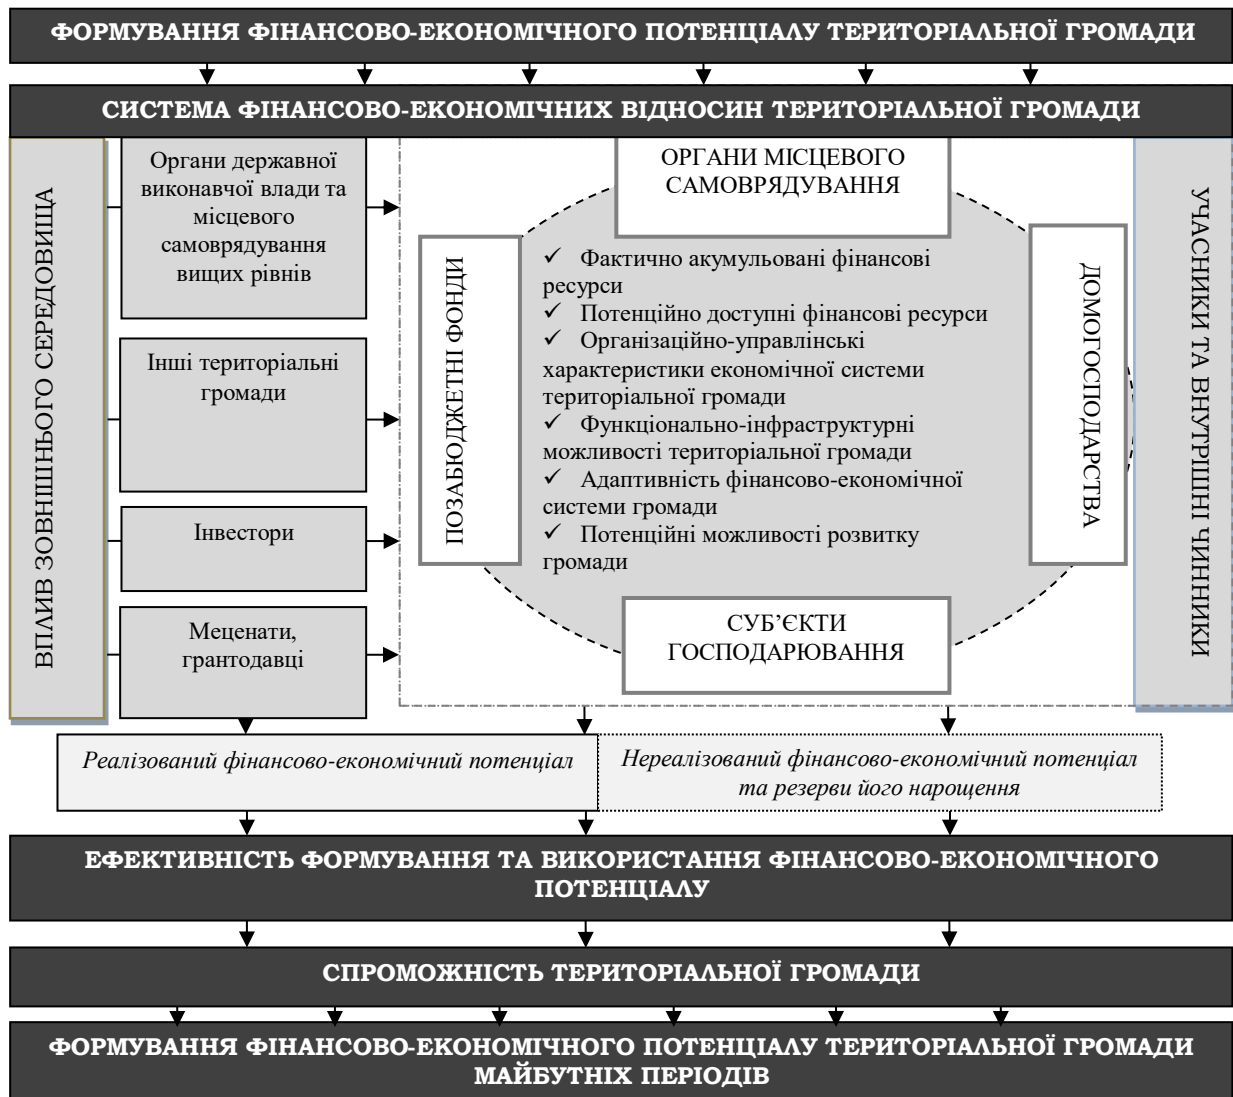 ФОРМУВАННЯ ФІНАНСОВО-ЕКОНОМІЧНОГО ПОТЕНЦІАЛУ ТЕРИТОРІАЛЬНОЇ ГРОМАДИ
СИСТЕМА ФІНАНСОВО-ЕКОНОМІЧНИХ ВІДНОСИН ТЕРИТОРІАЛЬНОЇ ГРОМАДИ
ВПЛИВ ЗОВНІШНЬОГО СЕРЕДОВИЩА
Органи державної
виконавчої влади та
місцевого
самоврядування
вищих рівнів
Інші територіальні
громади
Інвестори
Меценати,
грантодавці
ОРГАНИ МІСЦЕВОГО
САМОВРЯДУВАННЯ
ПОЗАБЮДЖЕТНІ ФОНДИ
✓ Фактично акумульовані фінансові
ресурси
✓ Потенційно доступні фінансові ресурси
✓ Організаційно-управлінські
характеристики економічної системи
територіальної громади
✓ Функціонально-інфраструктурні
можливості територіальної громади
✓ Адаптивність фінансово-економічної
системи громади
✓ Потенційні можливості розвитку
громади
ДОМОГОСПОДАРСТВА
СУБ’ЄКТИ
ГОСПОДАРЮВАННЯ
УЧАСНИКИ ТА ВНУТРІШНІ ЧИННИКИ
Реалізований фінансово-економічний потенціал
Нереалізований фінансово-економічний потенціал
та резерви його нарощення
ЕФЕКТИВНІСТЬ ФОРМУВАННЯ ТА ВИКОРИСТАННЯ ФІНАНСОВО-ЕКОНОМІЧНОГО
ПОТЕНЦІАЛУ
СПРОМОЖНІСТЬ ТЕРИТОРІАЛЬНОЇ ГРОМАДИ
ФОРМУВАННЯ ФІНАНСОВО-ЕКОНОМІЧНОГО ПОТЕНЦІАЛУ ТЕРИТОРІАЛЬНОЇ ГРОМАДИ
МАЙБУТНІХ ПЕРІОДІВ